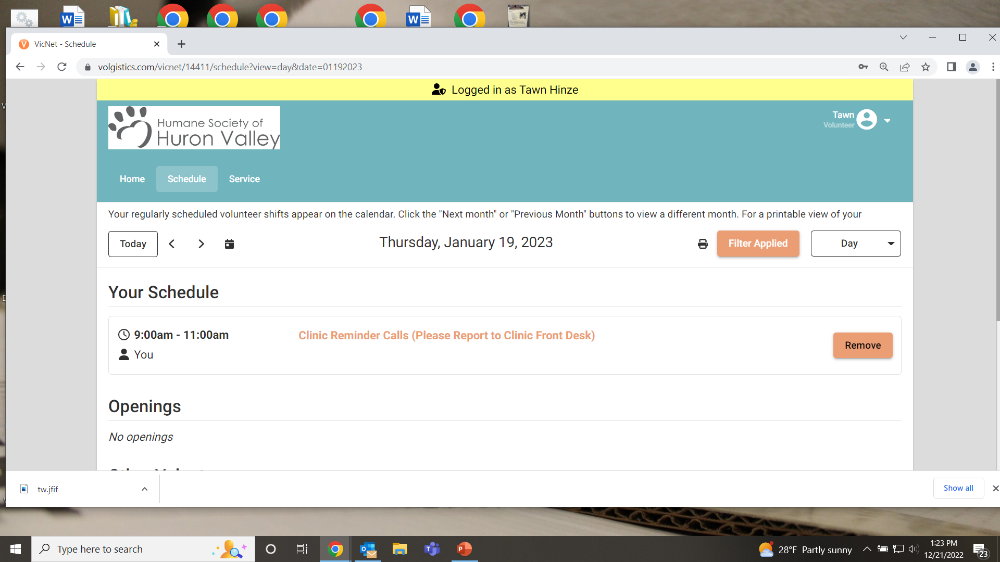 VicNet - Schedule
volgistics.com/vicnet/14411/schedule?view=day&date=01192023
Logged in as Tawn Hinze
Humane Society of
Huron Valley
Tawn
Volunteer
Home Schedule Service
Your regularly scheduled volunteer shifts appear on the calendar. Click the "Next month" or "Previous Month" buttons to view a different month. For a printable view of your
Today Thursday, January 19, 2023 Filter Applied Day
Your Schedule
9:00am - 11:00am Clinic Reminder Calls (Please Report to Clinic Front Desk)
You
Remove
Openings
No openings
tw.jfif
Show all
Type here to search
28°F Partly sunny
1:23 PM
12/21/2022
23